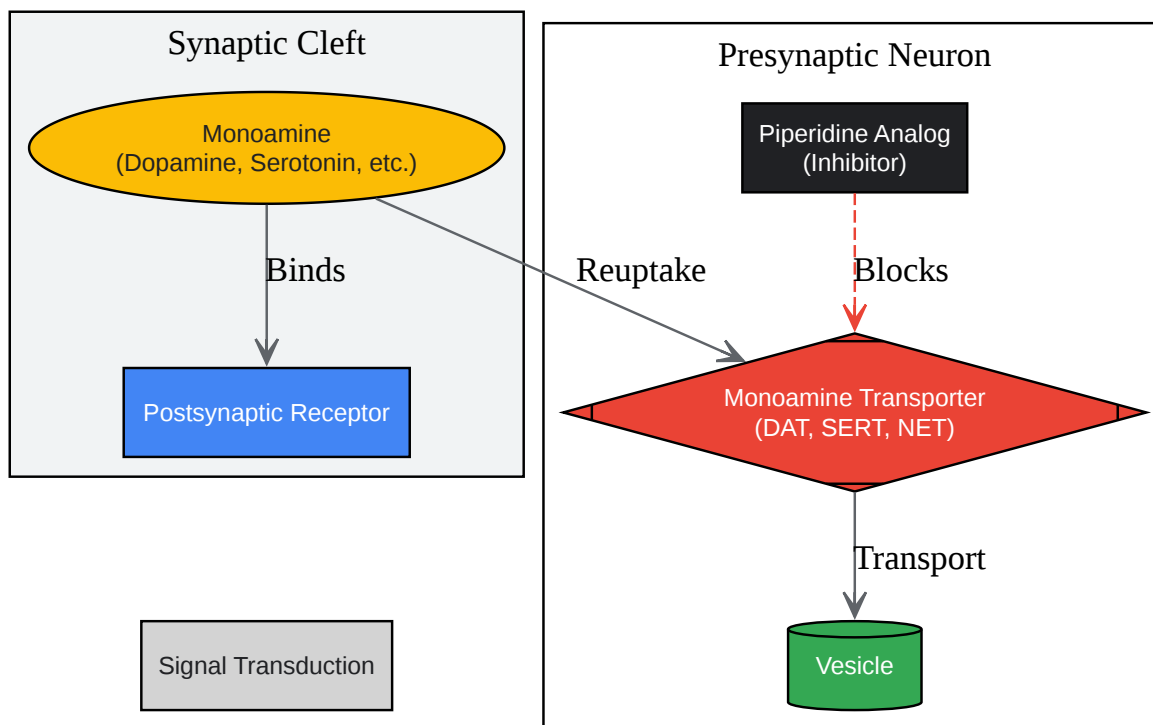 Synaptic Cleft
Monoamine
(Dopamine, Serotonin, etc.)
Binds
Postsynaptic Receptor
Signal Transduction
Reuptake
Presynaptic Neuron
Piperidine Analog
(Inhibitor)
Blocks
Monoamine Transporter
(DAT, SERT, NET)
Transport
Vesicle